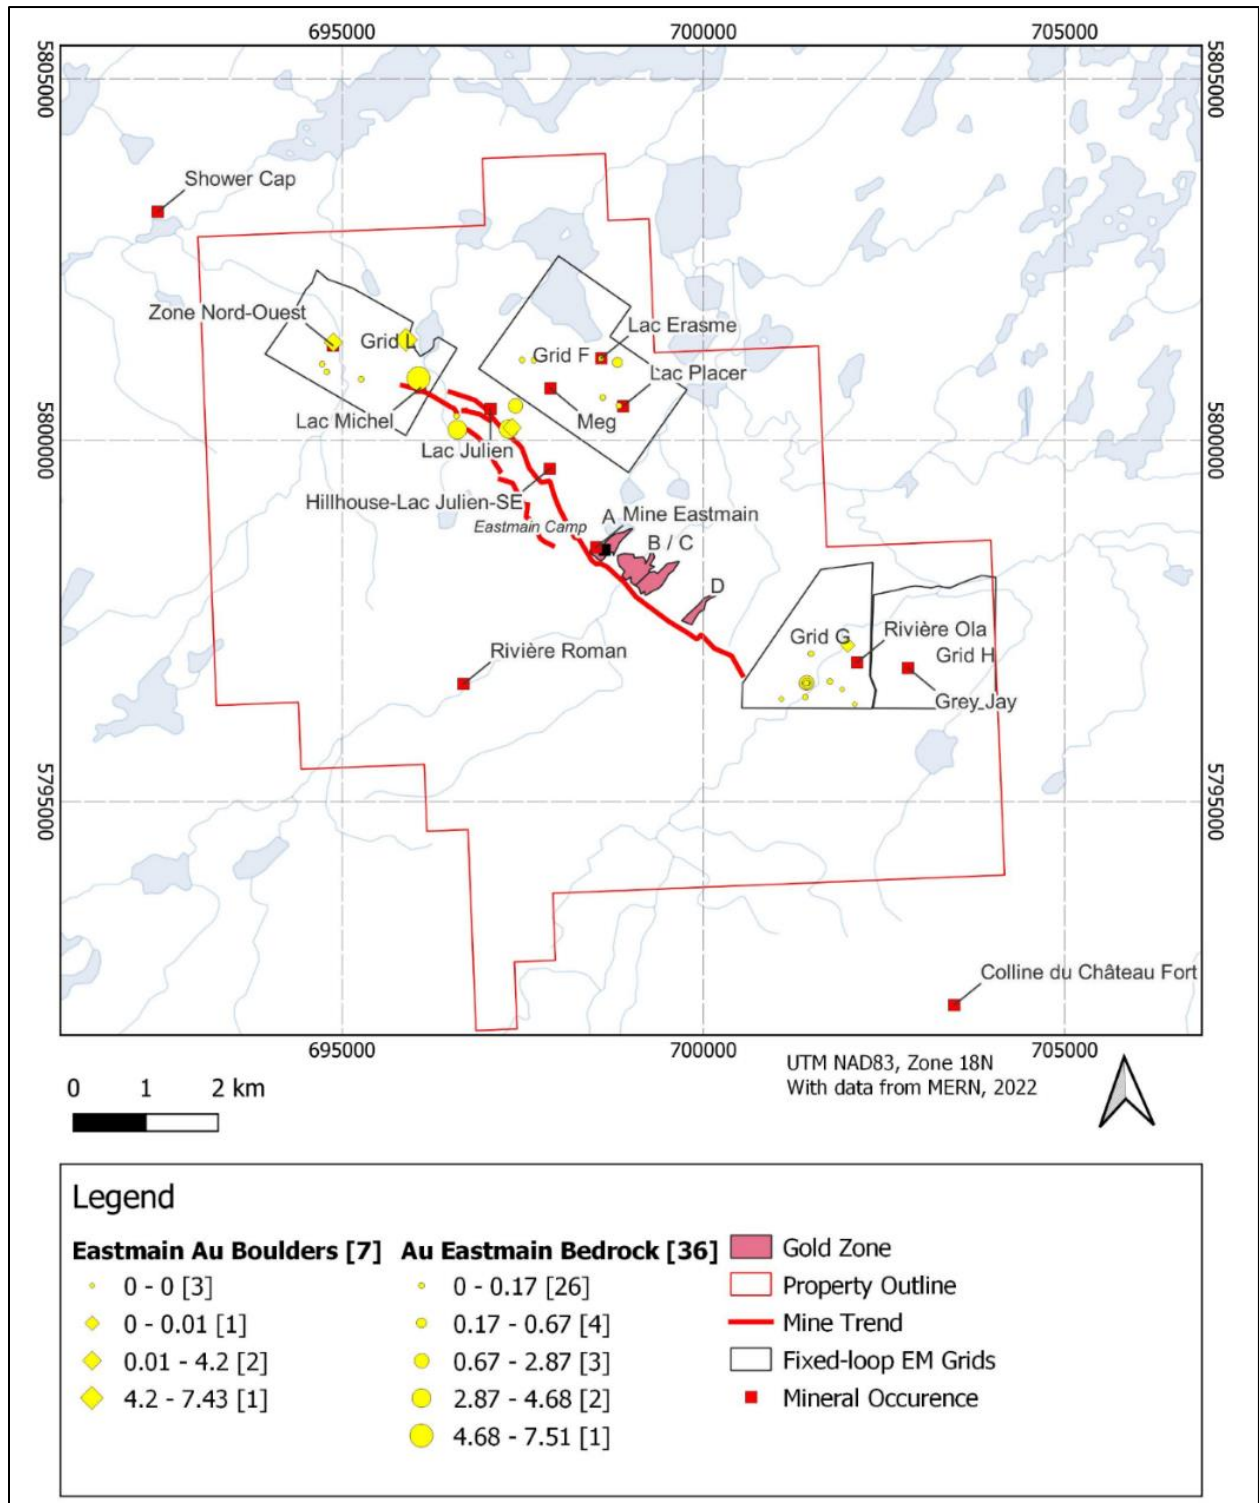 695000
700000
705000
5805000
5805000
Shower Cap
Zone Nord-Ouest
Grid L
Lac Erasme
Grid F
Lac Placer
Lac Michel
Meg
5800000
5800000
Lac Julien
Hillhouse-Lac Julien-SE
A Mine Eastmain
Eastmain Camp
B / C
D
Grid G
Rivière Ola
Rivière Roman
Grid H
Grey Jay
5795000
5795000
Colline du Château Fort
695000
700000
705000
UTM NAD83, Zone 18N
With data from MERN, 2022
0 1 2 km
Legend
Eastmain Au Boulders [7]
0 - 0 [3]
0 - 0.01 [1]
0.01 - 4.2 [2]
4.2 - 7.43 [1]
Au Eastmain Bedrock [36]
0 - 0.17 [26]
0.17 - 0.67 [4]
0.67 - 2.87 [3]
2.87 - 4.68 [2]
4.68 - 7.51 [1]
Gold Zone
Property Outline
Mine Trend
Fixed-loop EM Grids
Mineral Occurence